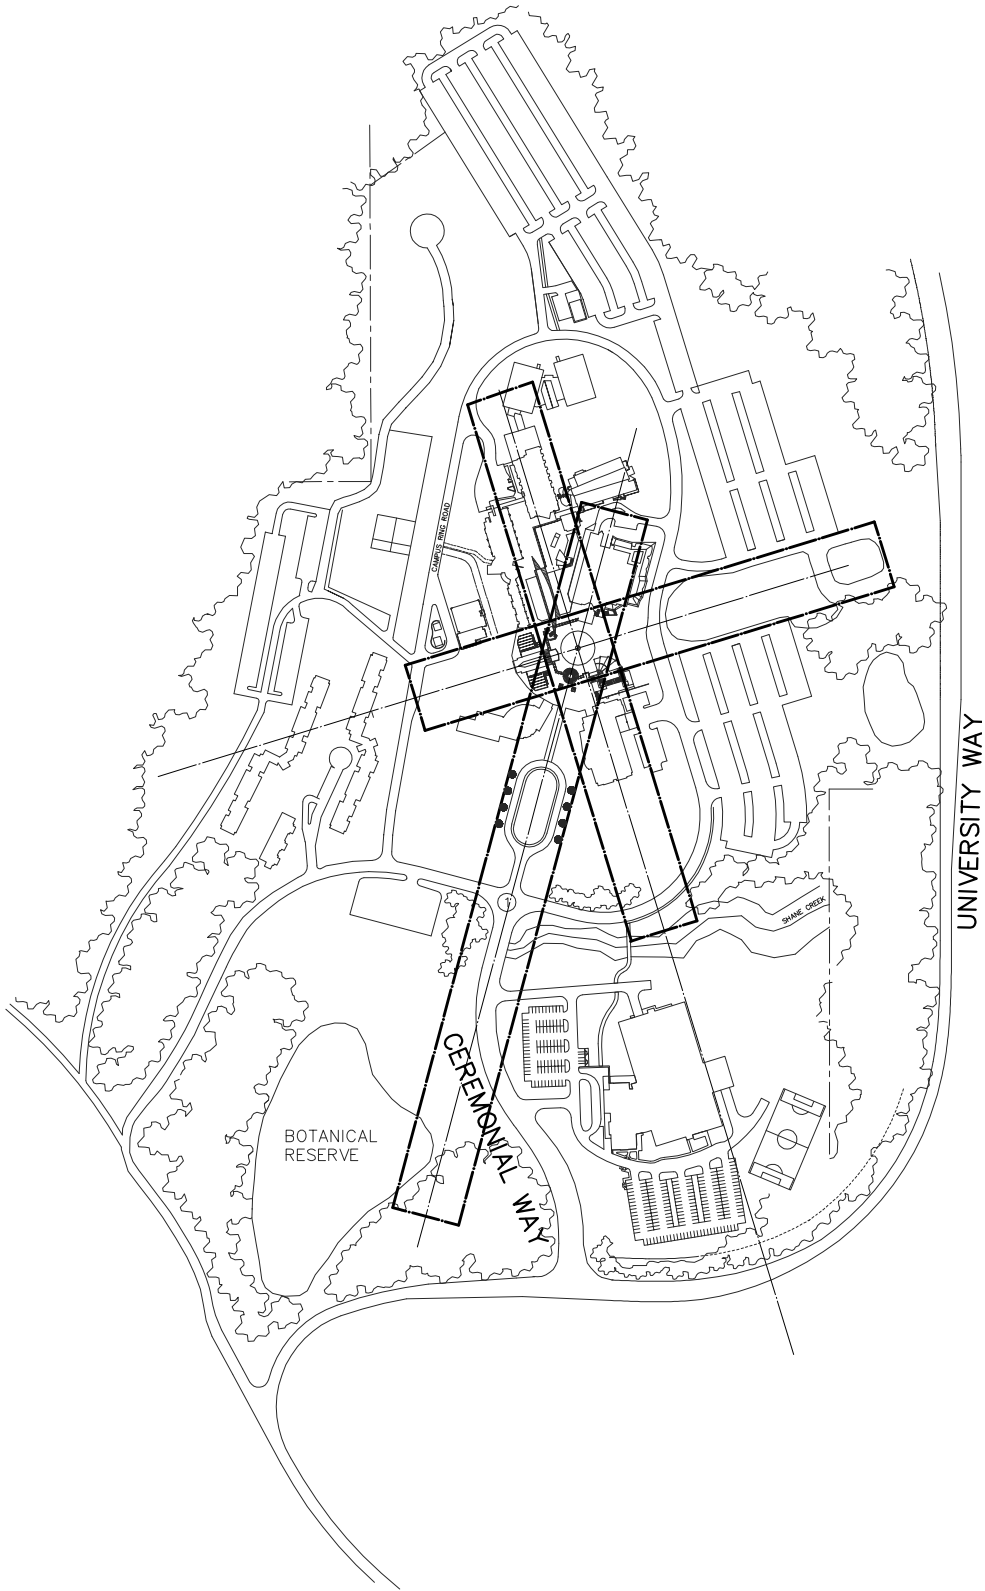 CAMPUS RING ROAD
UNIVERSITY WAY
SHANE CREEK
CEREMONIAL WAY
BOTANICAL
RESERVE